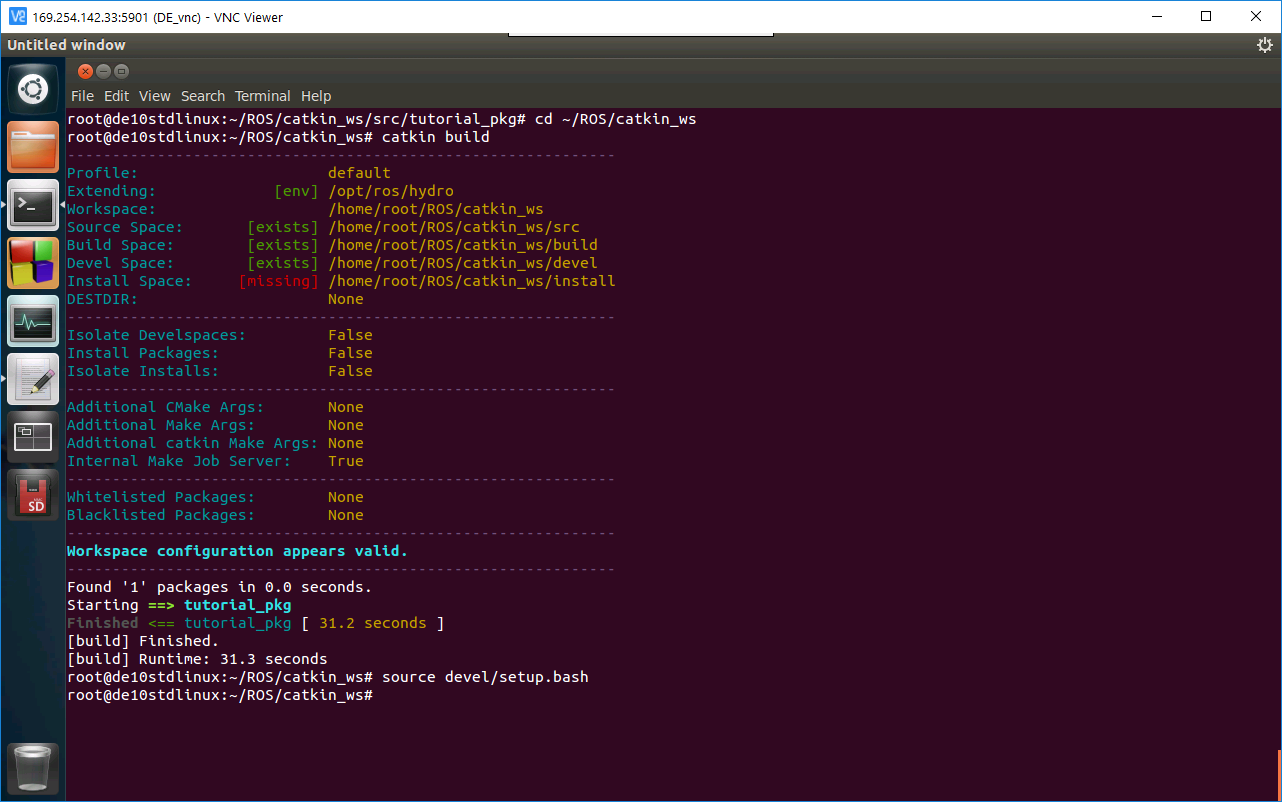 169.254.142.33:5901 (DE_vnc) - VNC Viewer
Untitled window
File Edit View Search Terminal Help
root@de10stdlinux:~/ROS/catkin_ws/src/tutorial_pkg# cd ~/ROS/catkin_ws
root@de10stdlinux:~/ROS/catkin_ws# catkin build
-------------------------------------------------------------
Profile:                     default
Extending:             [env] /opt/ros/hydro
Workspace:                   /home/root/ROS/catkin_ws
Source Space:       [exists] /home/root/ROS/catkin_ws/src
Build Space:        [exists] /home/root/ROS/catkin_ws/build
Devel Space:        [exists] /home/root/ROS/catkin_ws/devel
Install Space:     [missing] /home/root/ROS/catkin_ws/install
DESTDIR:                     None
-------------------------------------------------------------
Isolate Develspaces:         False
Install Packages:            False
Isolate Installs:            False
-------------------------------------------------------------
Additional CMake Args:       None
Additional Make Args:        None
Additional catkin Make Args: None
Internal Make Job Server:    True
-------------------------------------------------------------
Whitelisted Packages:        None
Blacklisted Packages:        None
-------------------------------------------------------------
Workspace configuration appears valid.
-------------------------------------------------------------
Found '1' packages in 0.0 seconds.
Starting ==> tutorial_pkg
Finished <== tutorial_pkg [ 31.2 seconds ]
[build] Finished.
[build] Runtime: 31.3 seconds
root@de10stdlinux:~/ROS/catkin_ws# source devel/setup.bash
root@de10stdlinux:~/ROS/catkin_ws#
SD